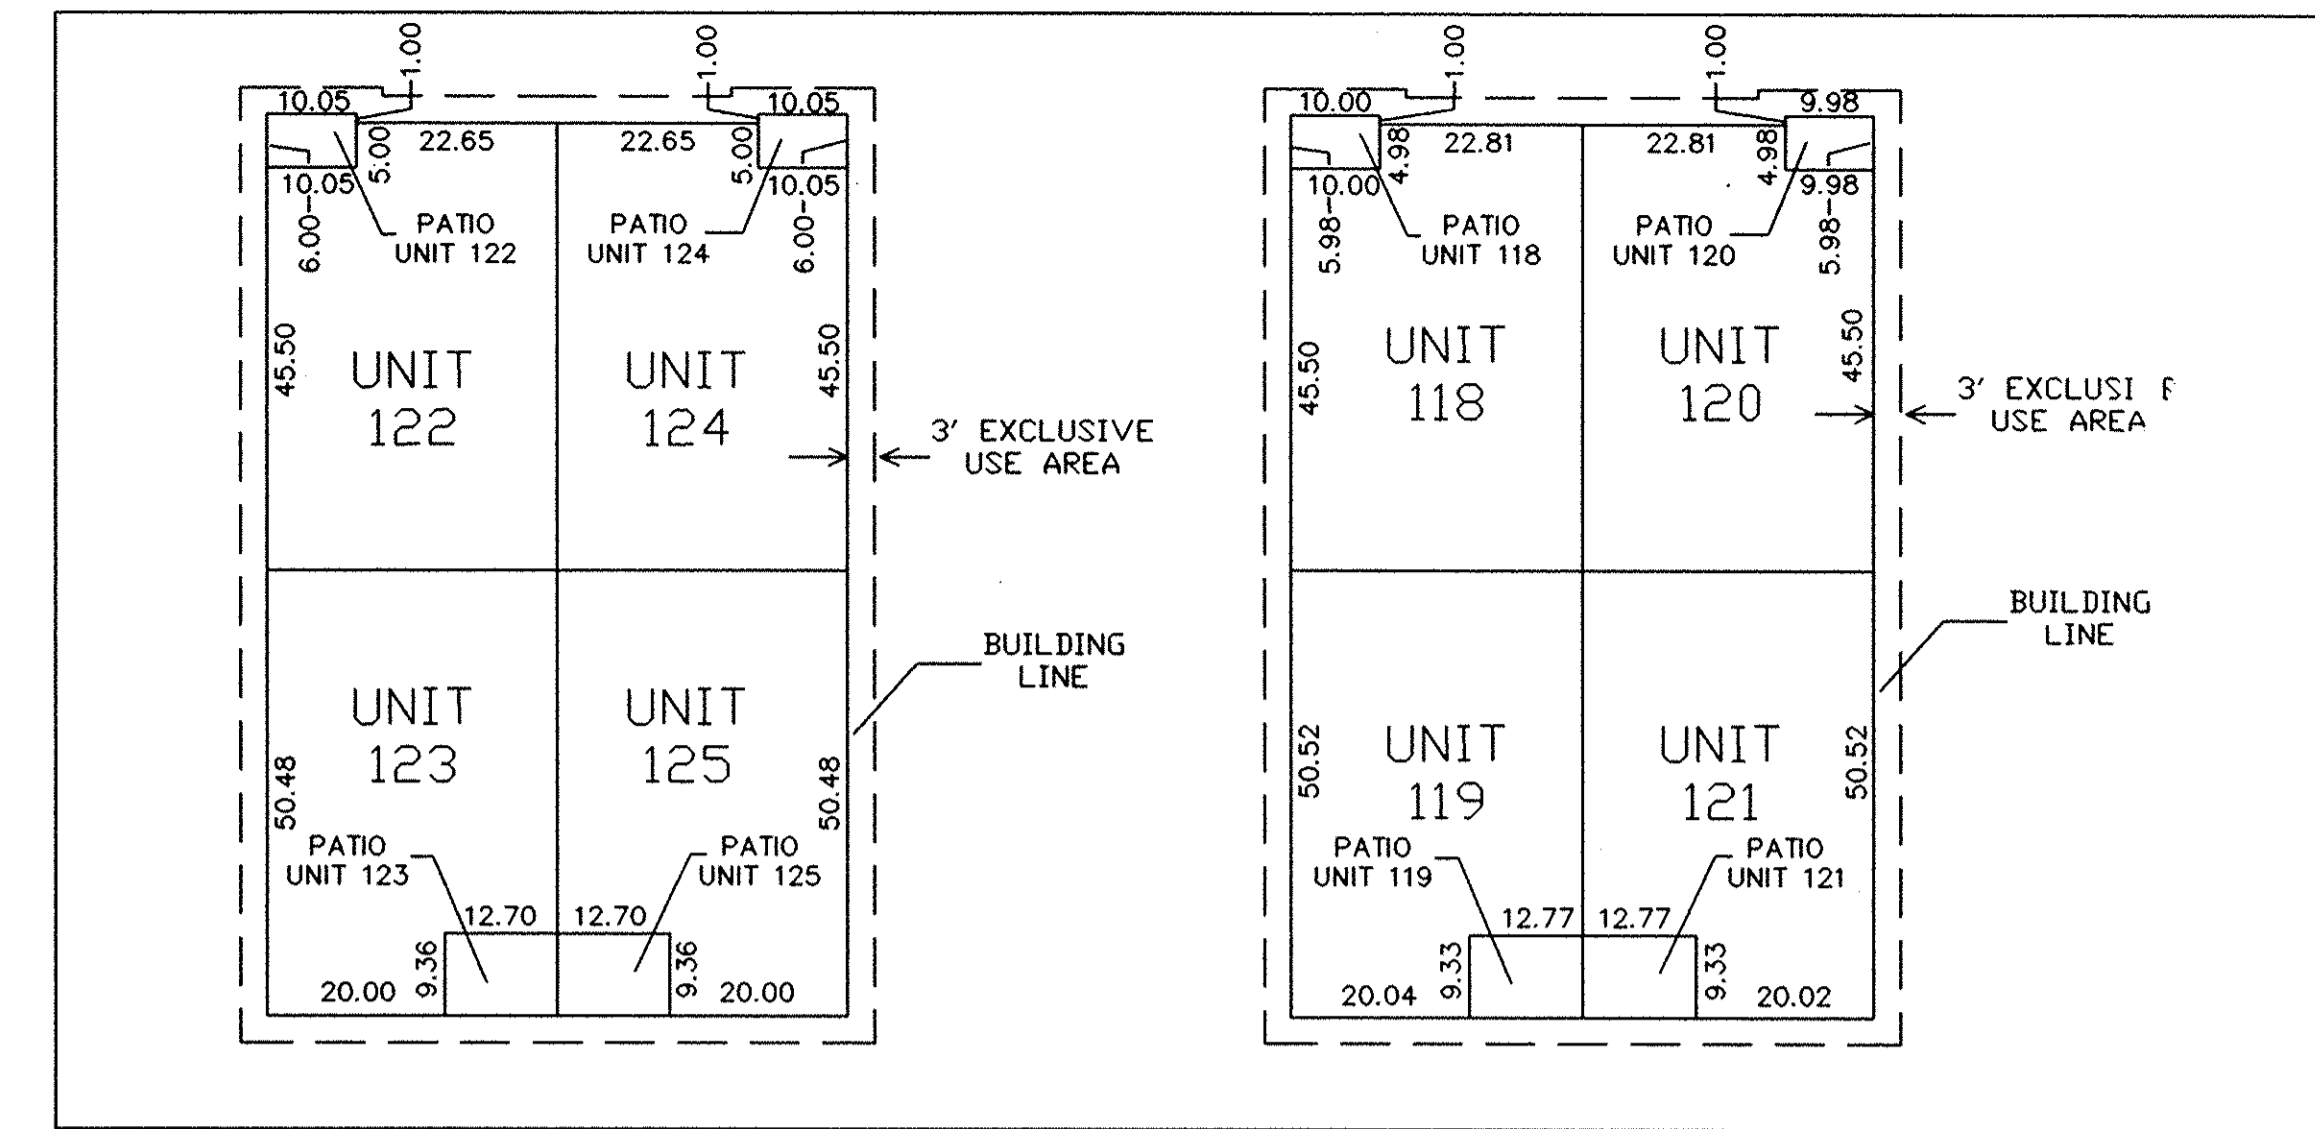 1.00
1.00
10.05
10.05
22.65
22.65
5.00
5.00
10.05
10.05
6.00
6.00
PATIO
UNIT 122
PATIO
UNIT 124
45.50
45.50
UNIT
122
UNIT
124
3' EXCLUSIVE
USE AREA
BUILDING
LINE
UNIT
123
UNIT
125
50.48
50.48
PATIO
UNIT 123
PATIO
UNIT 125
12.70
12.70
9.36
9.36
20.00
20.00
1.00
1.00
10.00
9.98
22.81
22.81
4.98
4.98
10.00
9.98
5.98
5.98
PATIO
UNIT 118
PATIO
UNIT 120
45.50
45.50
UNIT
118
UNIT
120
3' EXCLUSI
USE AREA
BUILDING
LINE
UNIT
119
UNIT
121
50.52
50.52
PATIO
UNIT 119
PATIO
UNIT 121
12.77
12.77
9.33
9.33
20.04
20.02